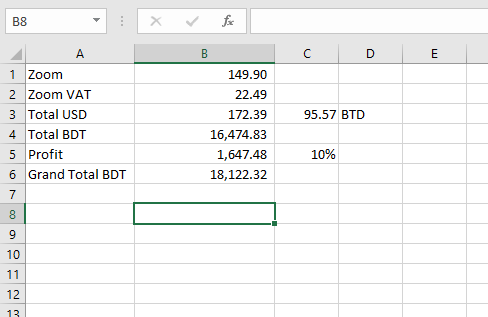 B8 fx
A B C D E
1 Zoom 149.90
2 Zoom VAT 22.49
3 Total USD 172.39 95.57 BTD
4 Total BDT 16,474.83
5 Profit 1,647.48 10%
6 Grand Total BDT 18,122.32
7
8
9
10
11
12
13